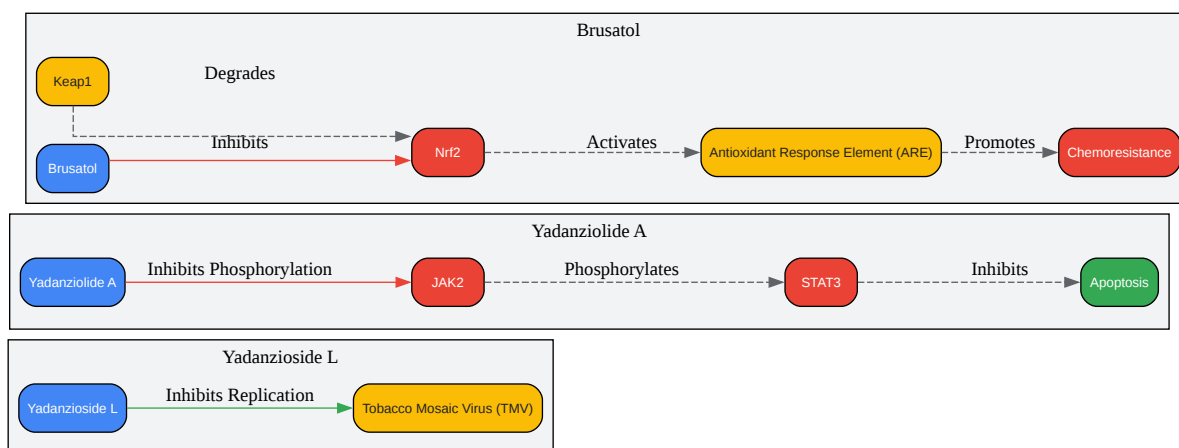 Brusatol
Keap1
Degrades
Brusatol
Inhibits
Nrf2
Activates
Antioxidant Response Element (ARE)
Promotes
Chemoresistance
Yadanziolide A
Yadanziolide A
Inhibits Phosphorylation
JAK2
Phosphorylates
STAT3
Inhibits
Apoptosis
Yadanzioside L
Yadanzioside L
Inhibits Replication
Tobacco Mosaic Virus (TMV)